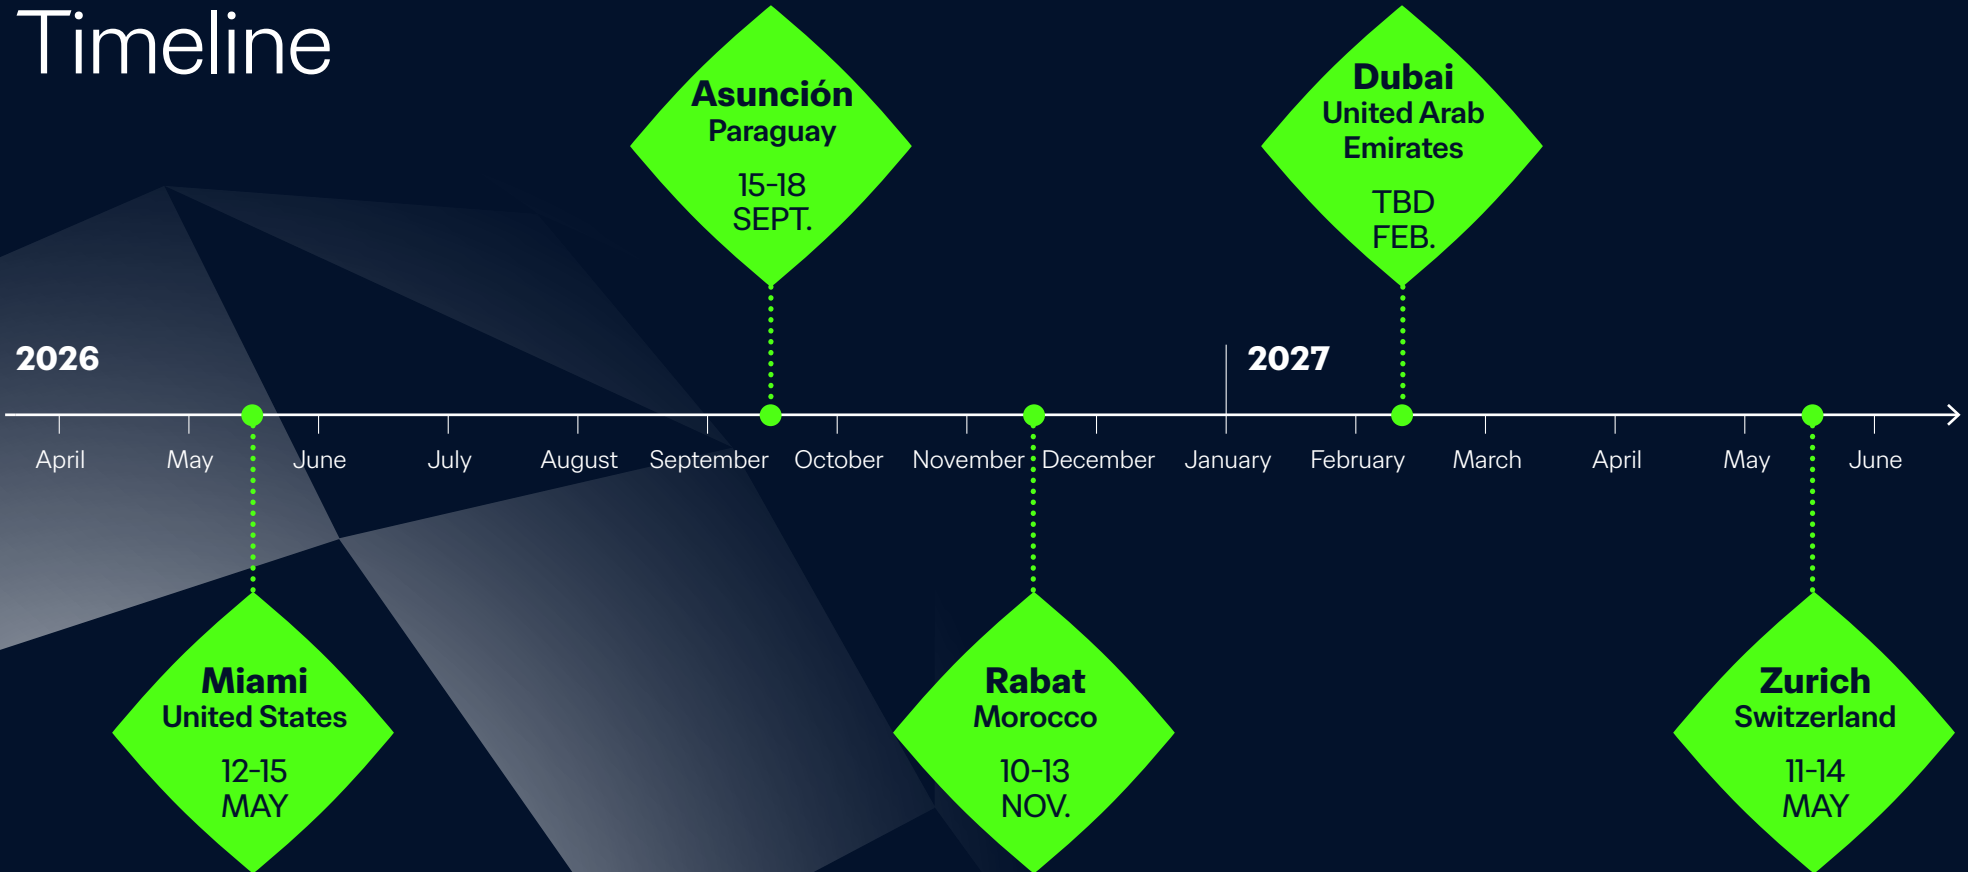 Timeline
Asunción
Paraguay
15-18
SEPT.
Dubai
United Arab
Emirates
TBD
FEB.
2026
2027
April
May
June
July
August
September
October
November
December
January
February
March
April
May
June
Miami
United States
12-15
MAY
Rabat
Morocco
10-13
NOV.
Zurich
Switzerland
11-14
MAY